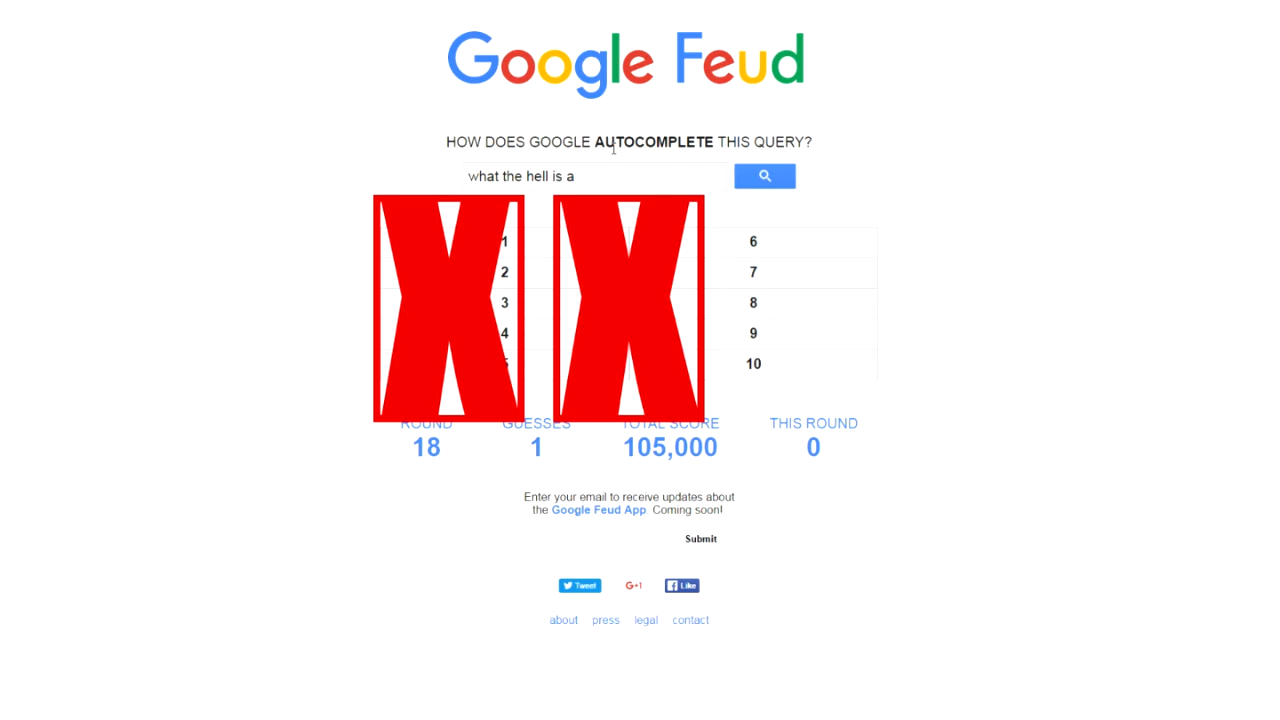 Google Feud
HOW DOES GOOGLE AUTOCOMPLETE THIS QUERY?
what the hell is a
X X
1 6
2 7
3 8
4 9
10
ROUND GUESSES TOTAL SCORE THIS ROUND
18 1 105,000 0
Enter your email to receive updates about
the Google Feud App. Coming soon!
Submit
Tweet G+1 Like
about press legal contact